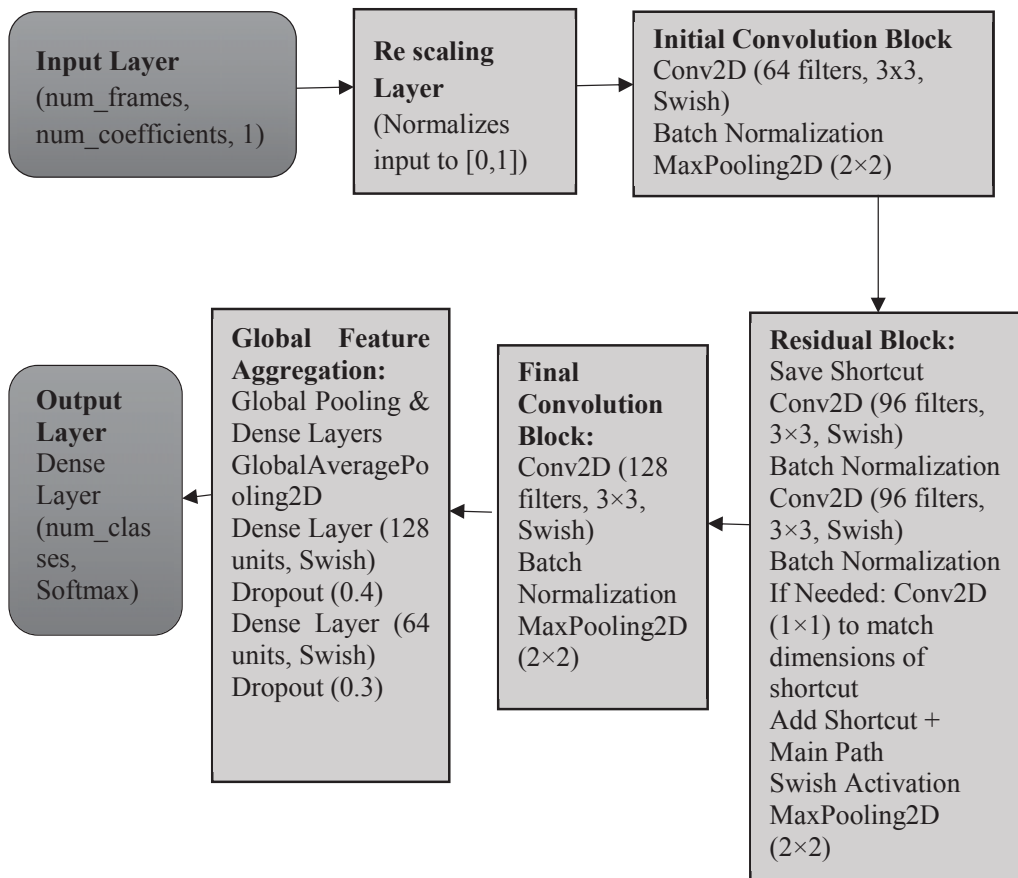 Input Layer
(num_frames,
num_coefficients, 1)
Re scaling
Layer
(Normalizes
input to [0,1])
Initial Convolution Block
Conv2D (64 filters, 3x3,
Swish)
Batch Normalization
MaxPooling2D (2×2)
Residual Block:
Save Shortcut
Conv2D (96 filters,
3×3, Swish)
Batch Normalization
Conv2D (96 filters,
3×3, Swish)
Batch Normalization
If Needed: Conv2D
(1×1) to match
dimensions of
shortcut
Add Shortcut +
Main Path
Swish Activation
MaxPooling2D
(2×2)
Final
Convolution
Block:
Conv2D (128
filters, 3×3,
Swish)
Batch
Normalization
MaxPooling2D
(2×2)
Global Feature
Aggregation:
Global Pooling &
Dense Layers
GlobalAveragePo
oling2D
Dense Layer (128
units, Swish)
Dropout (0.4)
Dense Layer (64
units, Swish)
Dropout (0.3)
Output
Layer
Dense
Layer
(num_clas
ses,
Softmax)